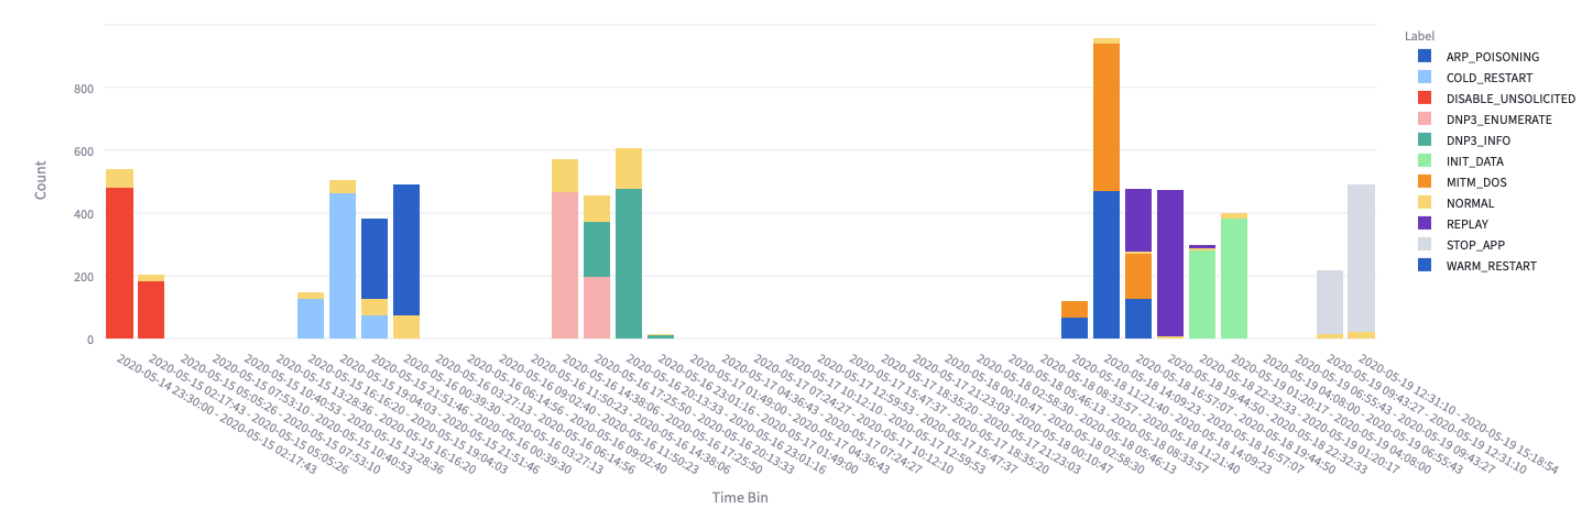 Label
ARP_POISONING
COLD_RESTART
DISABLE_UNSOLICITED
DNP3_ENUMERATE
DNP3_INFO
INIT_DATA
MITM_DOS
NORMAL
REPLAY
STOP_APP
WARM_RESTART
Count
800
600
400
200
0
2020-05-14 23:30:00 - 2020-05-15 02:17:43
2020-05-15 02:17:43 - 2020-05-15 05:05:26
2020-05-15 05:05:26 - 2020-05-15 07:53:10
2020-05-15 07:53:10 - 2020-05-15 10:40:53
2020-05-15 10:40:53 - 2020-05-15 13:28:36
2020-05-15 13:28:36 - 2020-05-15 16:16:20
2020-05-15 16:16:20 - 2020-05-15 19:04:03
2020-05-15 19:04:03 - 2020-05-15 21:51:46
2020-05-15 21:51:46 - 2020-05-16 00:39:30
2020-05-16 00:39:30 - 2020-05-16 03:27:13
2020-05-16 03:27:13 - 2020-05-16 06:14:56
2020-05-16 06:14:56 - 2020-05-16 09:02:40
2020-05-16 09:02:40 - 2020-05-16 11:50:23
2020-05-16 11:50:23 - 2020-05-16 14:38:06
2020-05-16 14:38:06 - 2020-05-16 17:25:50
2020-05-16 17:25:50 - 2020-05-16 20:13:33
2020-05-16 20:13:33 - 2020-05-16 23:01:16
2020-05-16 23:01:16 - 2020-05-17 01:49:00
2020-05-17 01:49:00 - 2020-05-17 04:36:43
2020-05-17 04:36:43 - 2020-05-17 07:24:27
2020-05-17 07:24:27 - 2020-05-17 10:12:10
2020-05-17 10:12:10 - 2020-05-17 12:59:53
2020-05-17 12:59:53 - 2020-05-17 15:47:37
2020-05-17 15:47:37 - 2020-05-17 18:35:20
2020-05-17 18:35:20 - 2020-05-17 21:23:03
2020-05-17 21:23:03 - 2020-05-18 00:10:47
2020-05-18 00:10:47 - 2020-05-18 02:58:30
2020-05-18 02:58:30 - 2020-05-18 05:46:13
2020-05-18 05:46:13 - 2020-05-18 08:33:57
2020-05-18 08:33:57 - 2020-05-18 11:21:40
2020-05-18 11:21:40 - 2020-05-18 14:09:23
2020-05-18 14:09:23 - 2020-05-18 16:57:07
2020-05-18 16:57:07 - 2020-05-18 19:44:50
2020-05-18 19:44:50 - 2020-05-18 22:32:33
2020-05-18 22:32:33 - 2020-05-19 01:20:17
2020-05-19 01:20:17 - 2020-05-19 04:08:00
2020-05-19 04:08:00 - 2020-05-19 06:55:43
2020-05-19 06:55:43 - 2020-05-19 09:43:27
2020-05-19 09:43:27 - 2020-05-19 12:31:10
2020-05-19 12:31:10 - 2020-05-19 15:18:54
Time Bin